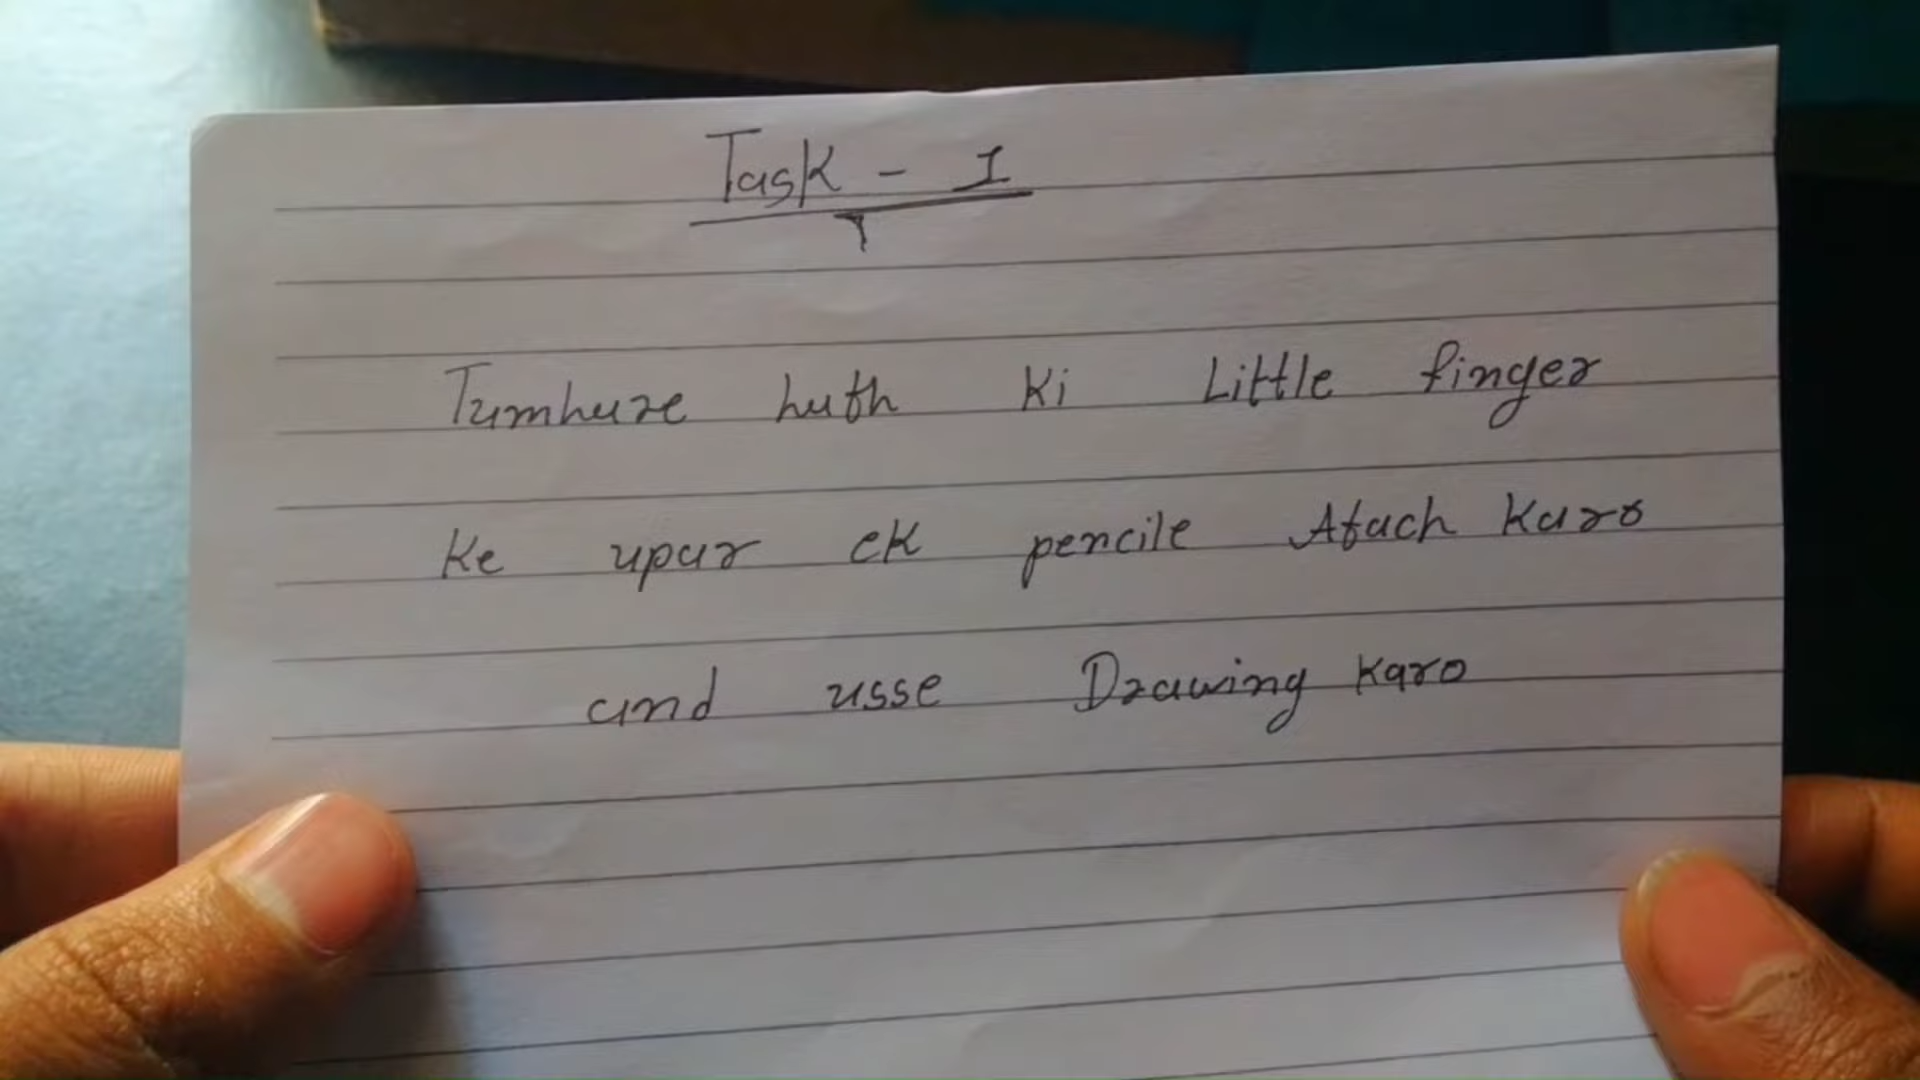 Task - 1
Tumhare hath Ki Little finger
Ke upar ek pencile Atach Karo
and usse Drawing Karo